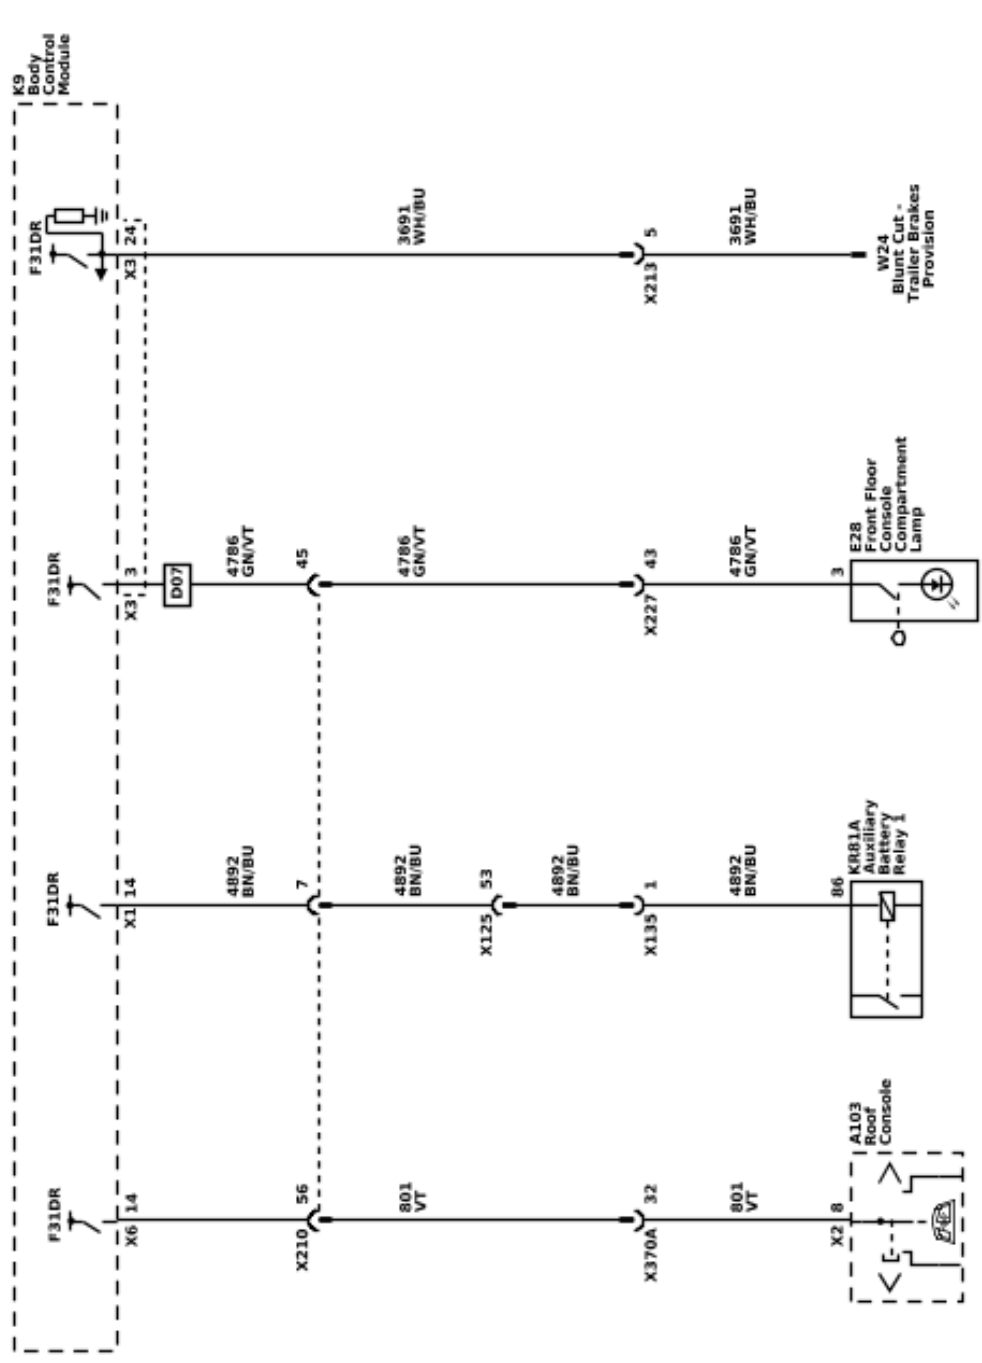 K9
Body
Control
Module
F31DR
X6
14
X210
56
801
VT
X370A
32
801
VT
X2
8
A103
Roof
Console
F31DR
X1
14
4892
BN/BU
7
4892
BN/BU
X125
53
4892
BN/BU
X135
1
4892
BN/BU
86
KR81A
Auxiliary
Battery
Relay 1
F31DR
X3
3
D07
4786
GN/VT
45
4786
GN/VT
X227
43
4786
GN/VT
3
E28
Front Floor
Console
Compartment
Lamp
F31DR
X3
24
3691
WH/BU
X213
5
3691
WH/BU
W24
Blunt Cut -
Trailer Brakes
Provision